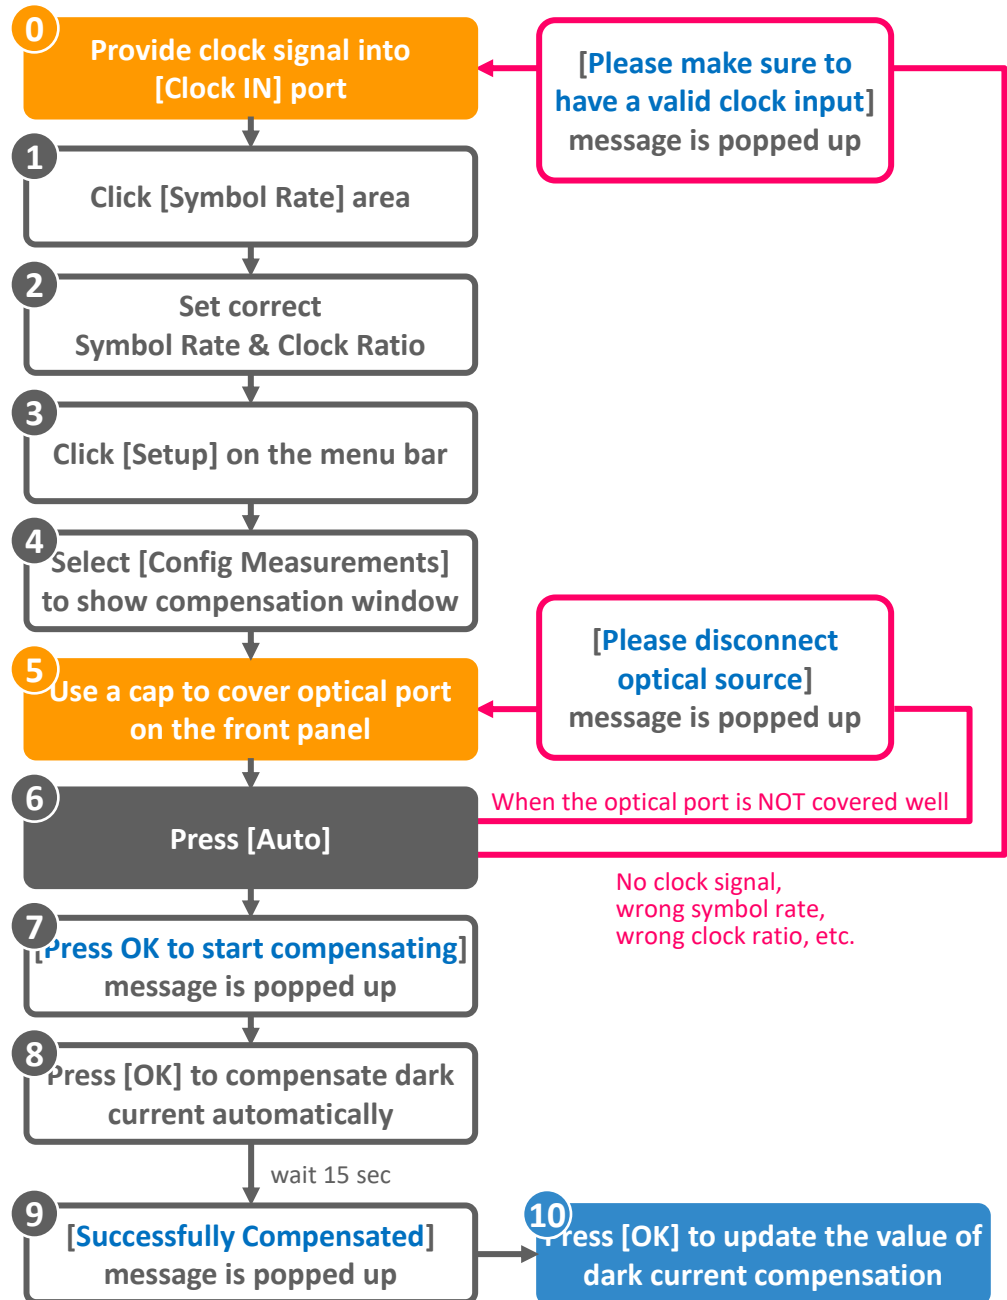 0
Provide clock signal into
[Clock IN] port
[Please make sure to
have a valid clock input]
message is popped up
1
Click [Symbol Rate] area
2
Set correct
Symbol Rate & Clock Ratio
3
Click [Setup] on the menu bar
4
Select [Config Measurements]
to show compensation window
[Please disconnect
optical source]
message is popped up
5
Use a cap to cover optical port
on the front panel
When the optical port is NOT covered well
6
Press [Auto]
No clock signal,
wrong symbol rate,
wrong clock ratio, etc.
7
[Press OK to start compensating]
message is popped up
8
Press [OK] to compensate dark
current automatically
wait 15 sec
9
[Successfully Compensated]
message is popped up
10
Press [OK] to update the value of
dark current compensation